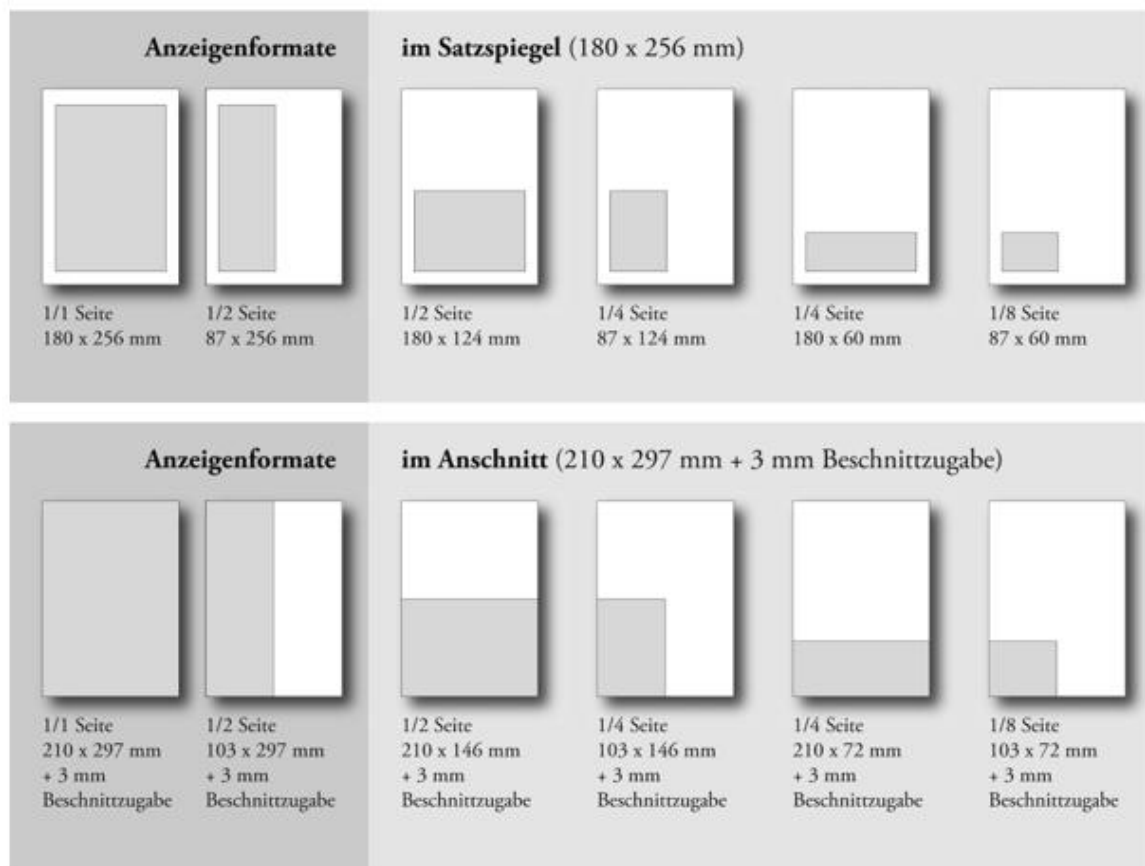 Anzeigenformate
im Satzspiegel (180 x 256 mm)
1/1 Seite
180 x 256 mm
1/2 Seite
87 x 256 mm
1/2 Seite
180 x 124 mm
1/4 Seite
87 x 124 mm
1/4 Seite
180 x 60 mm
1/8 Seite
87 x 60 mm
Anzeigenformate
im Anschnitt (210 x 297 mm + 3 mm Beschnittzugabe)
1/1 Seite
210 x 297 mm
+ 3 mm
Beschnittzugabe
1/2 Seite
103 x 297 mm
+ 3 mm
Beschnittzugabe
1/2 Seite
210 x 146 mm
+ 3 mm
Beschnittzugabe
1/4 Seite
103 x 146 mm
+ 3 mm
Beschnittzugabe
1/4 Seite
210 x 72 mm
+ 3 mm
Beschnittzugabe
1/8 Seite
103 x 72 mm
+ 3 mm
Beschnittzugabe